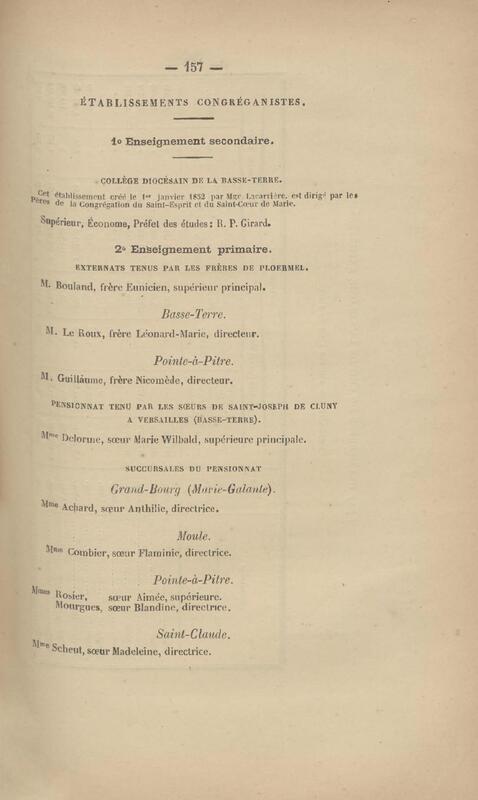 — 157 —
ÉTABLISSEMENTS CONGRÉGANISTES.
1o Enseignement secondaire.
COLLÈGE DIOCÉSAIN DE LA BASSE-TERRE.
Cet établissement créé le 1er janvier 1852 par Mgr Lacarrière, est dirigé par les
Pères de la Congrégation du Saint-Esprit et du Saint-Cœur de Marie.
Supérieur, Économe, Préfet des études: R. P. Girard.
2o Enseignement primaire.
EXTERNATS TENUS PAR LES FRÈRES DE PLOERMEL.
M. Bouland, frère Eunicien, supérieur principal.
Basse-Terre.
M. Le Roux, frère Léonard-Marie, directeur.
Pointe-à-Pitre.
M. Guillaume, frère Nicomède, directeur.
PENSIONNAT TENU PAR LES SŒURS DE SAINT-JOSEPH DE CLUNY
A VERSAILLES (BASSE-TERRE).
Mme Delorme, sœur Marie Wilbald, supérieure principale.
SUCCURSALES DU PENSIONNAT
Grand-Bourg (Marie-Galante).
Mme Achard, sœur Anthilie, directrice.
Moule.
Mme Combier, sœur Flaminie, directrice.
Pointe-à-Pitre.
Mmes Rosier, sœur Aimée, supérieure.
Mourgues, sœur Blandine, directrice.
Saint-Claude.
Mme Scheut, sœur Madeleine, directrice.